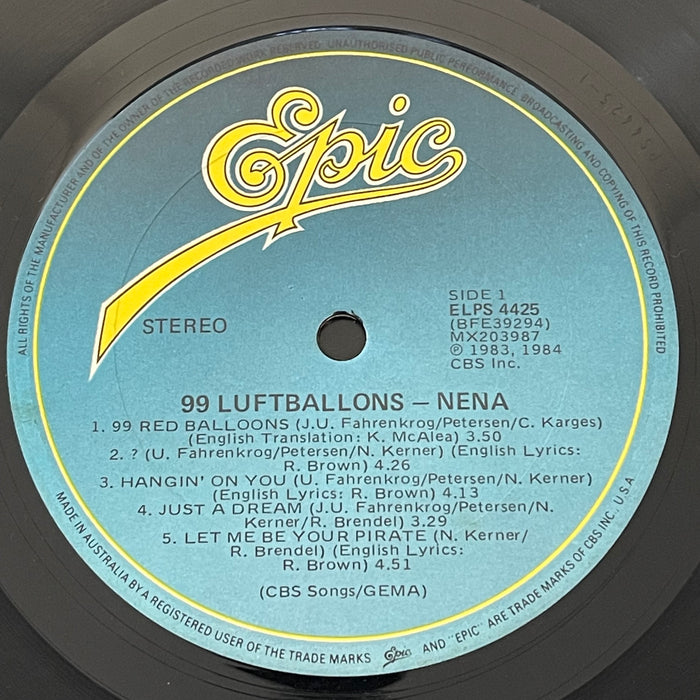 ALL RIGHTS OF THE MANUFACTURER AND OF THE OWNER OF THE RECORDED WORK RESERVED. UNAUTHORISED PUBLIC PERFORMANCE BROADCASTING AND COPYING OF THIS RECORD PROHIBITED
Epic
STEREO
SIDE 1
ELPS 4425
(BFE39294)
MX203987
℗ 1983, 1984
CBS Inc.
99 LUFTBALLONS – NENA
1. 99 RED BALLOONS (J.U. Fahrenkrog/Petersen/C. Karges)
(English Translation: K. McAlea) 3.50
2. ? (U. Fahrenkrog/Petersen/N. Kerner) (English Lyrics:
R. Brown) 4.26
3. HANGIN' ON YOU (U. Fahrenkrog/Petersen/N. Kerner)
(English Lyrics: R. Brown) 4.13
4. JUST A DREAM (J.U. Fahrenkrog/Petersen/N.
Kerner/R. Brendel) 3.29
5. LET ME BE YOUR PIRATE (N. Kerner/
R. Brendel) (English Lyrics:
R. Brown) 4.51
(CBS Songs/GEMA)
MADE IN AUSTRALIA BY A REGISTERED USER OF THE TRADE MARKS Epic AND "EPIC" ARE TRADE MARKS OF CBS INC. U.S.A